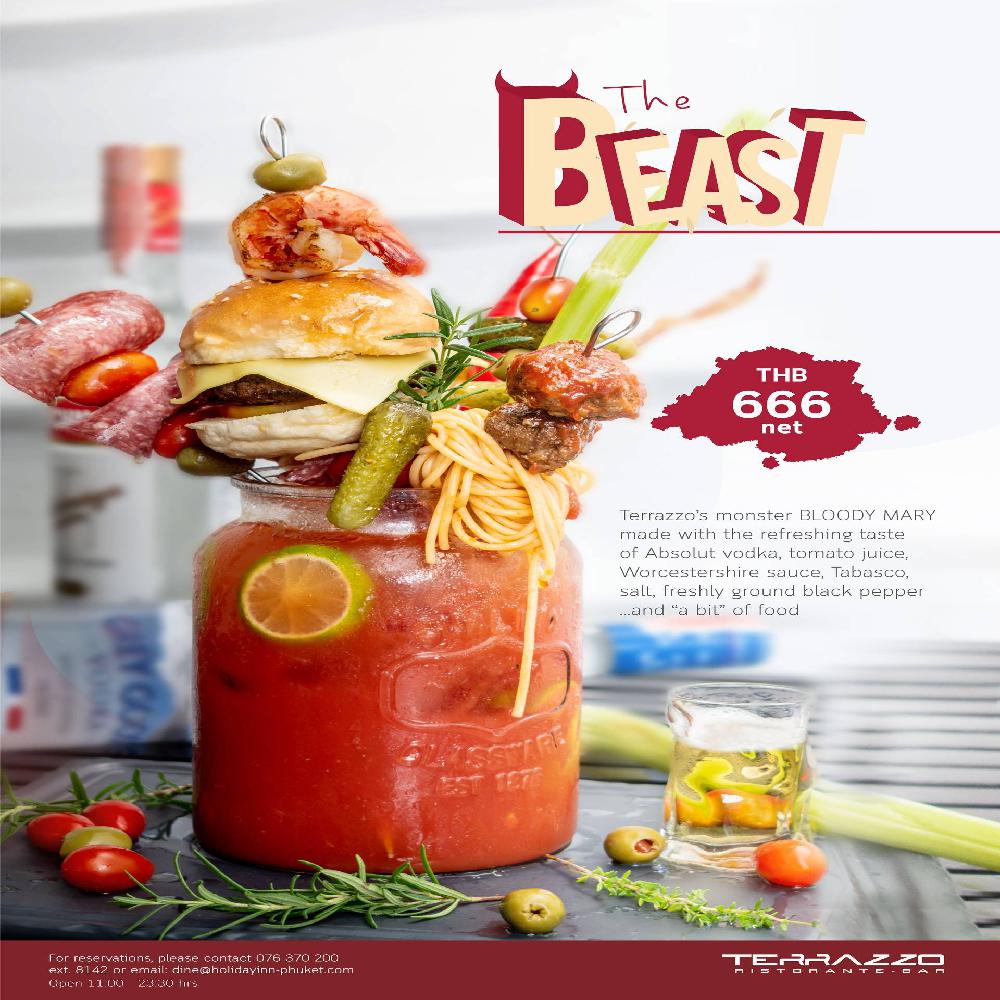 The
BEAST
THB
666
net
Terrazzo's monster BLOODY MARY
made with the refreshing taste
of Absolut vodka, tomato juice,
Worcestershire sauce, Tabasco,
salt, freshly ground black pepper
...and “a bit” of food
GLASSWARE
EST 1878
For reservations, please contact 076 370 200
ext. 8142 or email: dine@holidayinn-phuket.com
Open 11:00 - 23:30 hrs
TERRAZZO
RISTORANTE·BAR